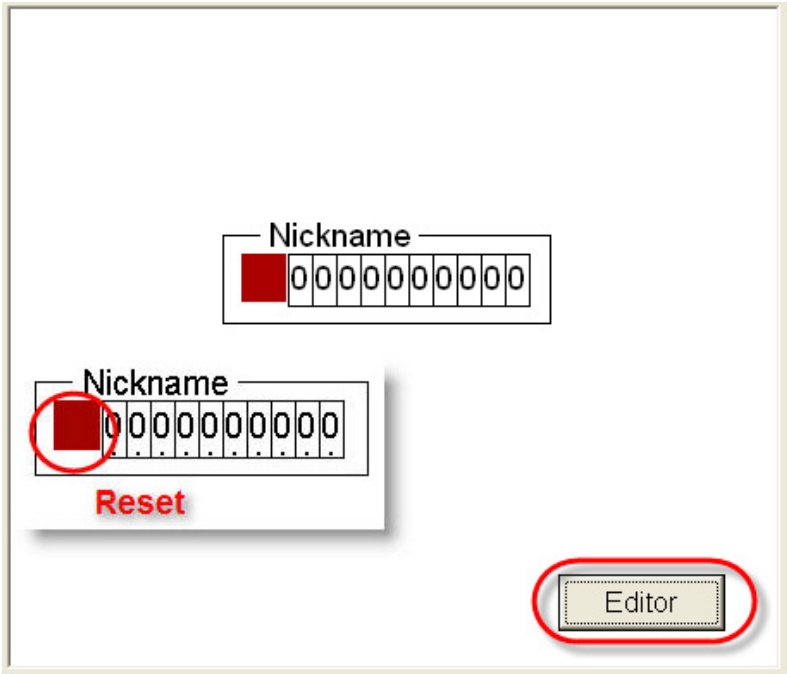 Nickname
0000000000
Nickname
0000000000
. . . . . . . . . .
Reset
Editor